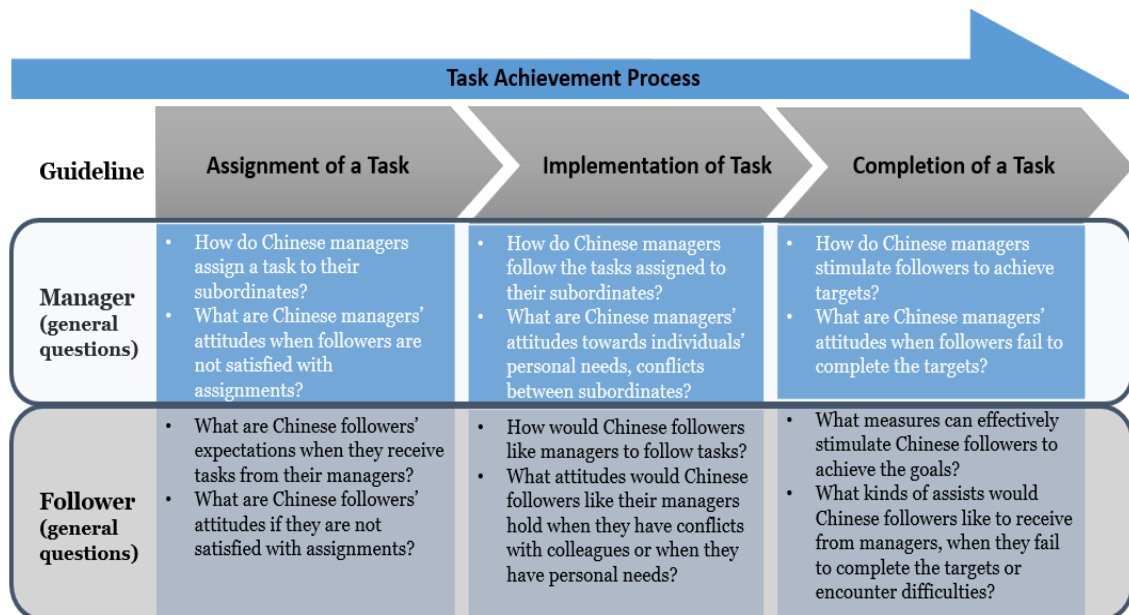 Task Achievement Process
Guideline
Assignment of a Task
Implementation of Task
Completion of a Task
Manager
(general
questions)
• How do Chinese managers
assign a task to their
subordinates?
• What are Chinese managers’
attitudes when followers are
not satisfied with
assignments?
• How do Chinese managers
follow the tasks assigned to
their subordinates?
• What are Chinese managers’
attitudes towards individuals’
personal needs, conflicts
between subordinates?
• How do Chinese managers
stimulate followers to achieve
targets?
• What are Chinese managers’
attitudes when followers fail to
complete the targets?
Follower
(general
questions)
• What are Chinese followers’
expectations when they receive
tasks from their managers?
• What are Chinese followers’
attitudes if they are not
satisfied with assignments?
• How would Chinese followers
like managers to follow tasks?
• What attitudes would Chinese
followers like their managers
hold when they have conflicts
with colleagues or when they
have personal needs?
• What measures can effectively
stimulate Chinese followers to
achieve the goals?
• What kinds of assists would
Chinese followers like to receive
from managers, when they fail
to complete the targets or
encounter difficulties?